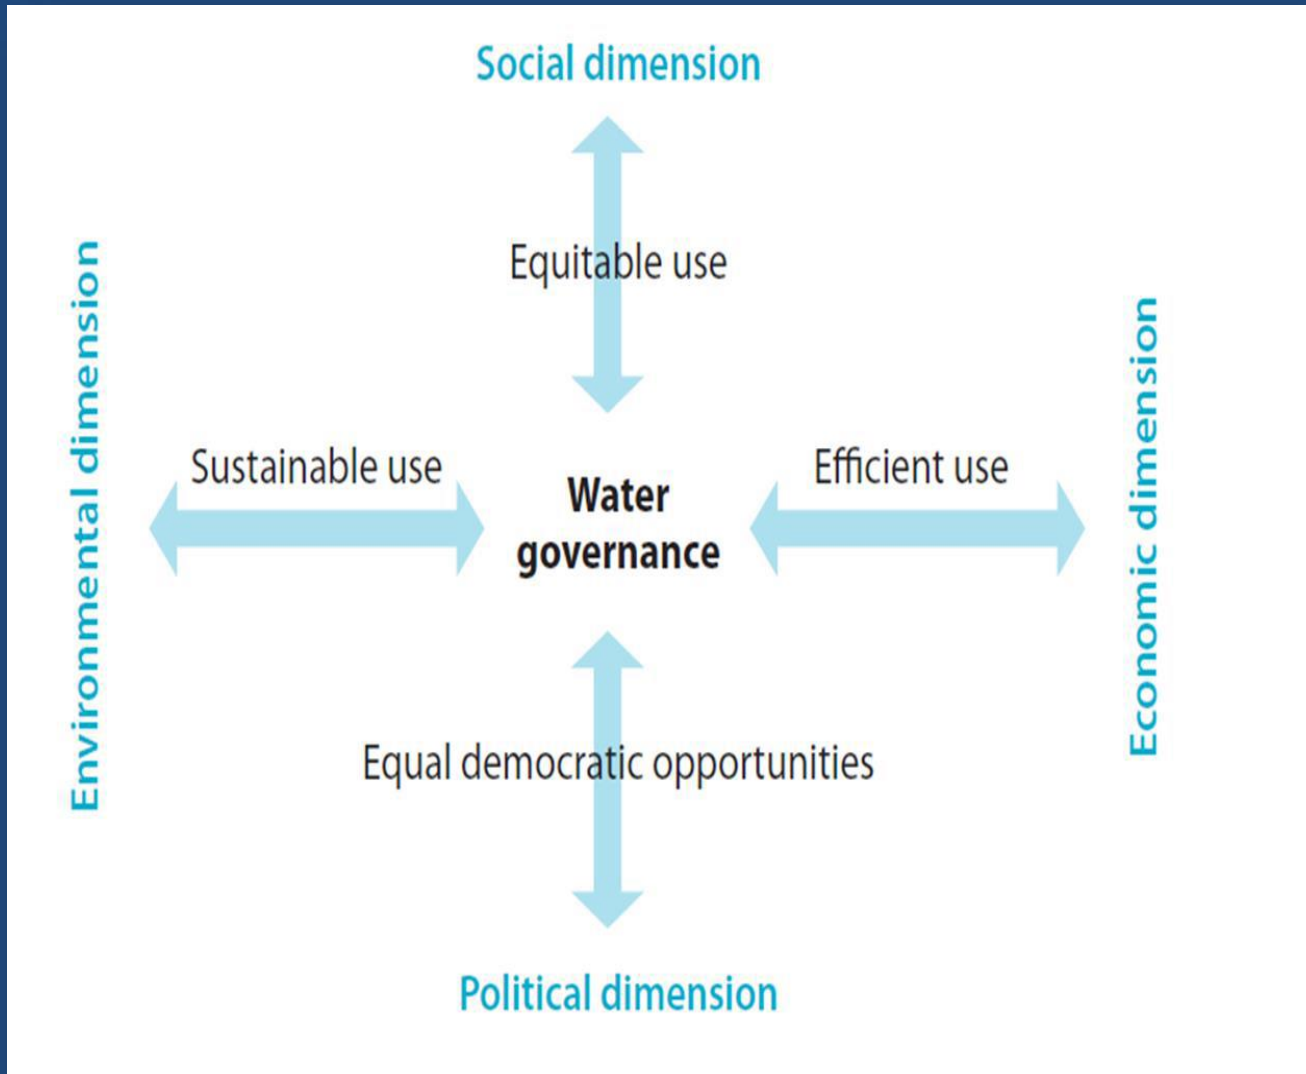 Social dimension
Equitable use
Environmental dimension
Sustainable use
Water
governance
Efficient use
Economic dimension
Equal democratic opportunities
Political dimension